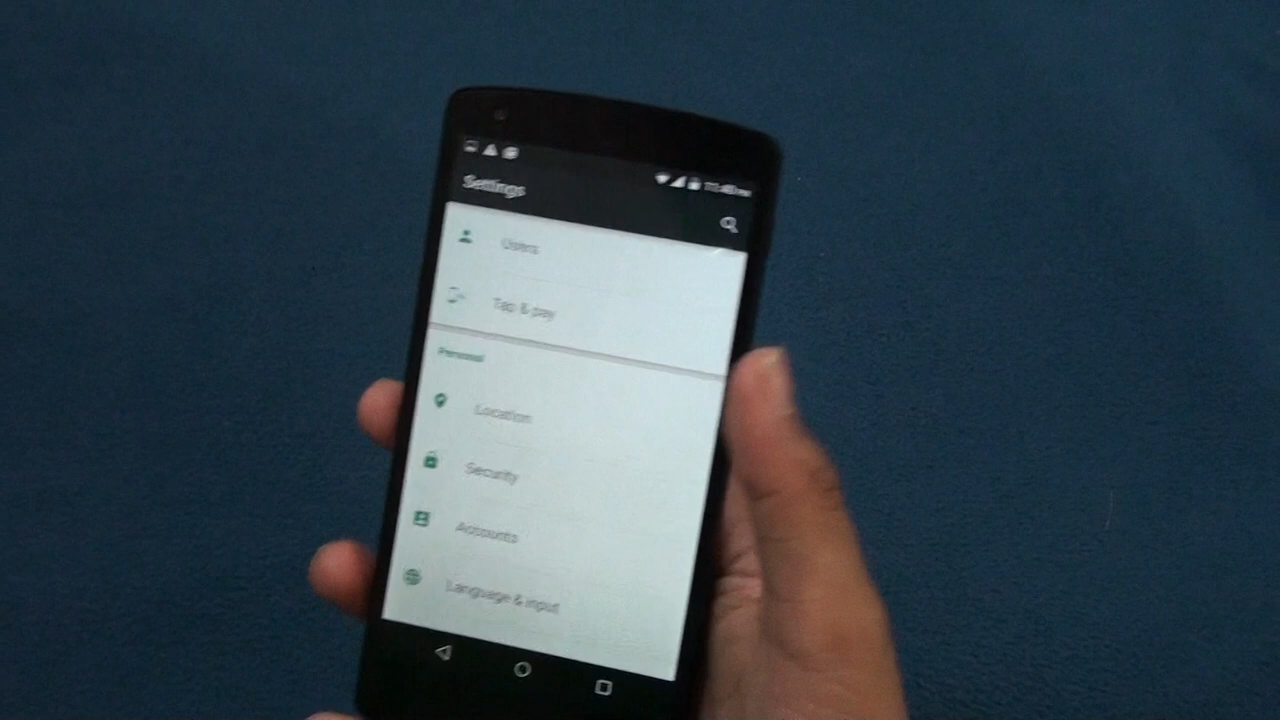 Settings
Users
Tap & pay
Personal
Location
Security
Accounts
Language & input